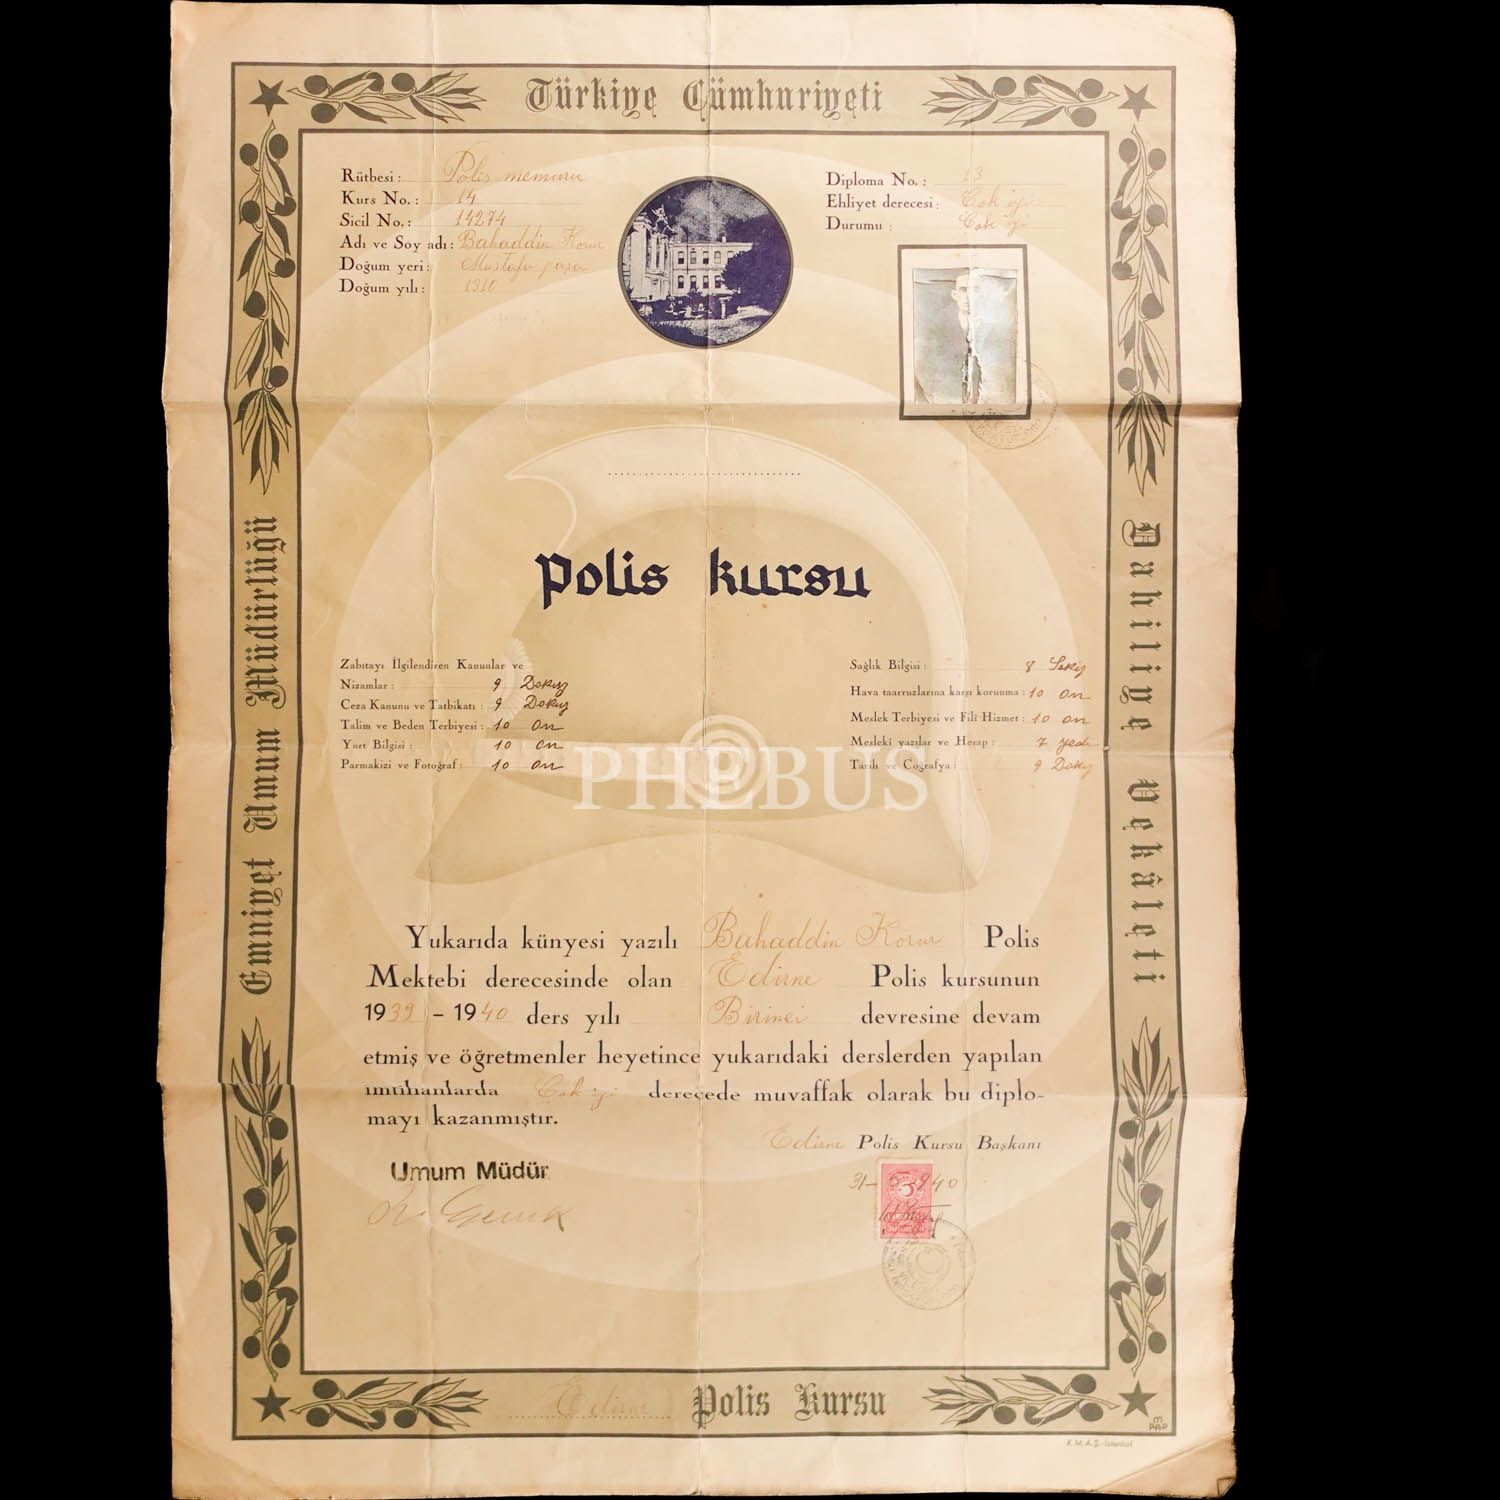 Türkiye Cümhuriyeti
Rütbesi: Polis memuru
Kurs No.: 14
Sicil No.: 14274
Adı ve Soy adı: Bahaddin Korur
Doğum yeri: Mustafa paşa
Doğum yılı: 1310
Diploma No.: 13
Ehliyet derecesi: Çok iyi
Durumu: Çok iyi
Emniyet Umum Müdürlüğü
Dahiliye Vekâleti
Polis kursu
Zabıtayı İlgilendiren Kanunlar ve
Nizamlar: 9 Dokuz
Ceza Kanunu ve Tatbikatı: 9 Dokuz
Talim ve Beden Terbiyesi: 10 on
Yurt Bilgisi: 10 on
Parmakizi ve Fotoğraf: 10 on
Sağlık Bilgisi: 8 Sekiz
Hava taarruzlarına karşı korunma: 10 on
Meslek Terbiyesi ve Fili Hizmet: 10 on
Meslekî yazılar ve Hesap: 7 yedi
Tarih ve Coğrafya: 9 Dokuz
PHEBUS
Yukarıda künyesi yazılı Bahaddin Korur Polis
Mektebi derecesinde olan Edirne Polis kursunun
1939 - 1940 ders yılı Birinci devresine devam
etmiş ve öğretmenler heyetince yukarıdaki derslerden yapılan
imtihanlarda Çok iyi derecede muvaffak olarak bu diplo-
mayı kazanmıştır.
Edirne Polis Kursu Başkanı
Umum Müdür
31-5-940
Edirne Polis Kursu
K.M.A.Ş.-İstanbul